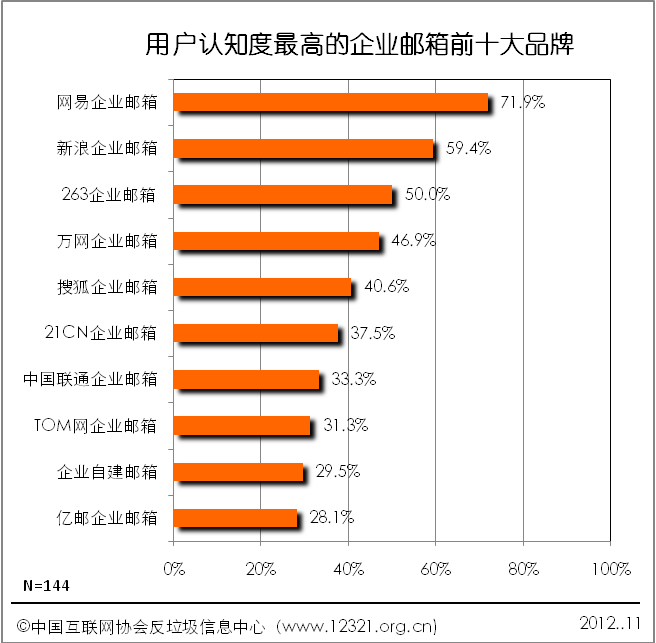 用户认知度最高的企业邮箱前十大品牌
网易企业邮箱 71.9%
新浪企业邮箱 59.4%
263企业邮箱 50.0%
万网企业邮箱 46.9%
搜狐企业邮箱 40.6%
21CN企业邮箱 37.5%
中国联通企业邮箱 33.3%
TOM网企业邮箱 31.3%
企业自建邮箱 29.5%
亿邮企业邮箱 28.1%
0% 20% 40% 60% 80% 100%
N=144
©中国互联网协会反垃圾信息中心 (www.12321.org.cn) 2012..11